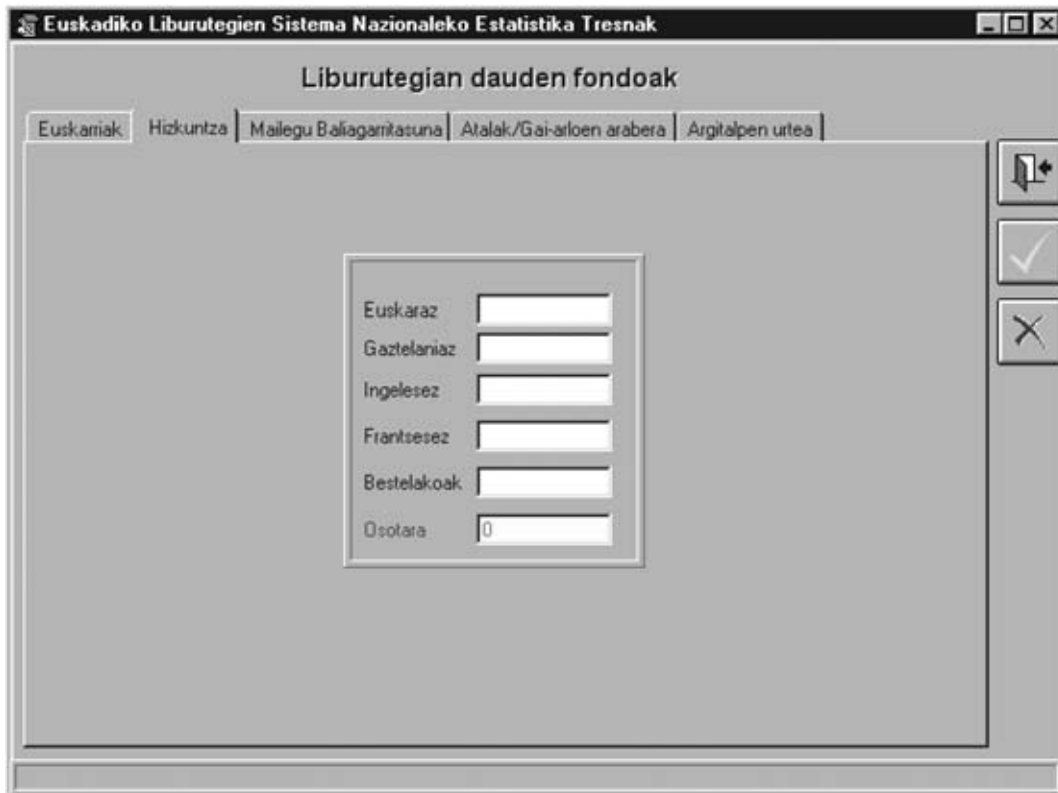 Euskadiko Liburutegien Sistema Nazionaleko Estatistika Tresnak
Liburutegian dauden fondoak
Euskarriak Hizkuntza Mailegu Baliagarritasuna Atalak/Gai-arloen arabera Argitalpen urtea
Euskaraz
Gaztelaniaz
Ingelesez
Frantsesez
Bestelakoak
Osotara 0